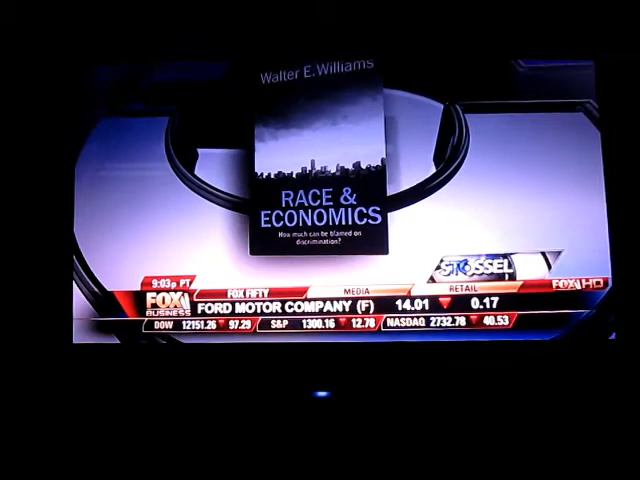 Walter E. Williams
RACE &
ECONOMICS
How much can be blamed on
discrimination?
STOSSEL
9:03p PT
FOX FIFTY
MEDIA
RETAIL
FOX HD
FOX
BUSINESS
FORD MOTOR COMPANY (F) 14.01 ▼ 0.17
DOW 12151.26 ▼ 97.29 S&P 1300.16 ▼ 12.78 NASDAQ 2732.78 ▼ 40.53